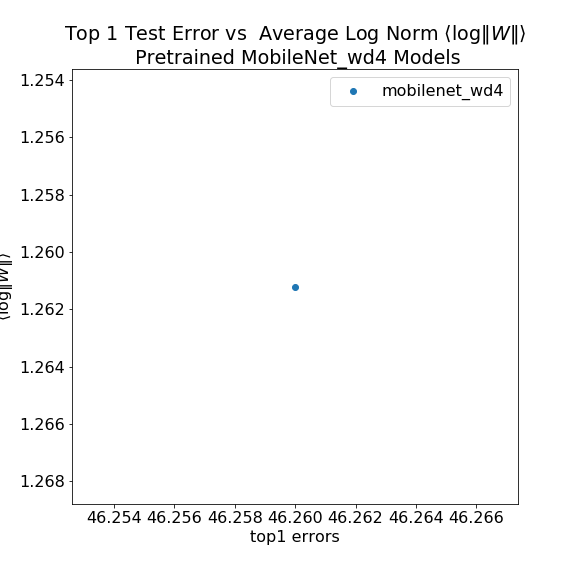 Top 1 Test Error vs Average Log Norm ⟨log‖W‖⟩
Pretrained MobileNet_wd4 Models
mobilenet_wd4
1.254
1.256
1.258
1.260
1.262
1.264
1.266
1.268
⟨log‖W‖⟩
46.254 46.256 46.258 46.260 46.262 46.264 46.266
top1 errors